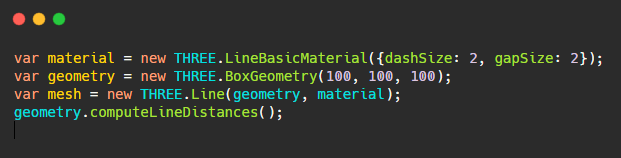 var material = new THREE.LineBasicMaterial({dashSize: 2, gapSize: 2});
var geometry = new THREE.BoxGeometry(100, 100, 100);
var mesh = new THREE.Line(geometry, material);
geometry.computeLineDistances();